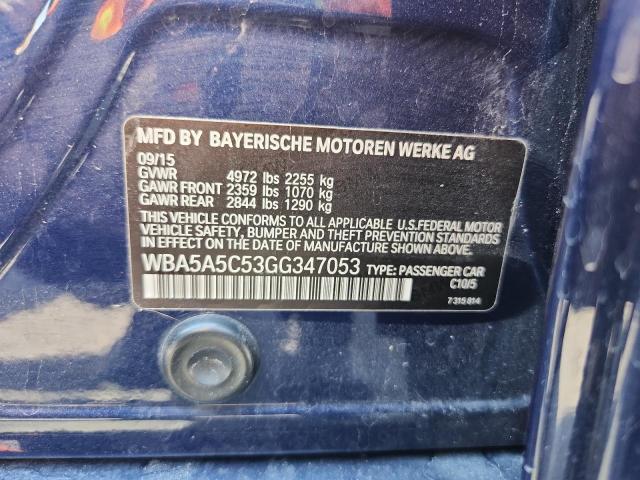 MFD BY BAYERISCHE MOTOREN WERKE AG
09/15
GVWR 4972 lbs 2255 kg
GAWR FRONT 2359 lbs 1070 kg
GAWR REAR 2844 lbs 1290 kg
THIS VEHICLE CONFORMS TO ALL APPLICABLE U.S.FEDERAL MOTOR
VEHICLE SAFETY, BUMPER AND THEFT PREVENTION STANDARDS
IN EFFECT ON THE DATE OF MANUFACTURE SHOWN ABOVE.
WBA5A5C53GG347053 TYPE: PASSENGER CAR
C10/5
7 315 814